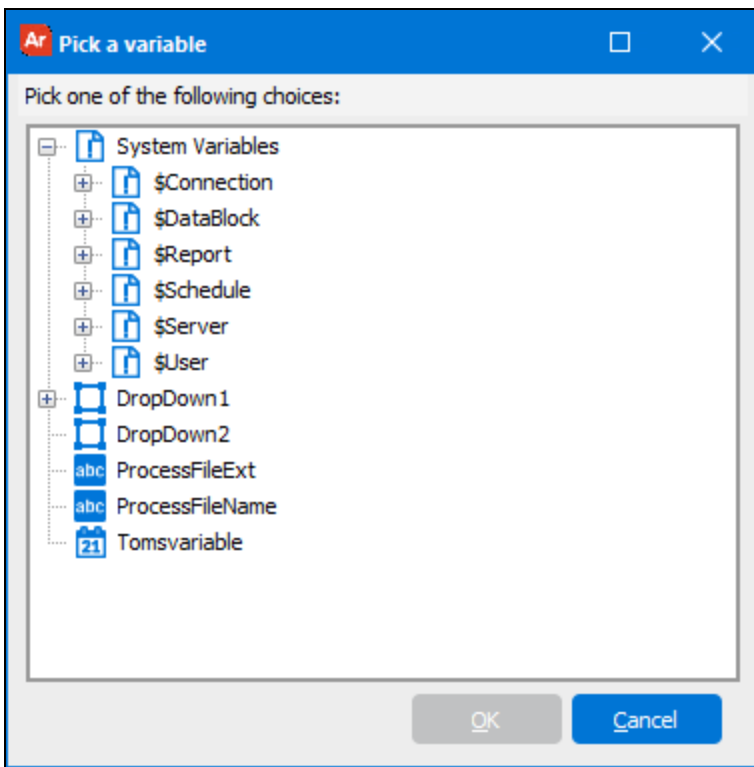 Ar Pick a variable
Pick one of the following choices:
System Variables
$Connection
$DataBlock
$Report
$Schedule
$Server
$User
DropDown1
DropDown2
abc ProcessFileExt
abc ProcessFileName
21 Tomsvariable
OK Cancel